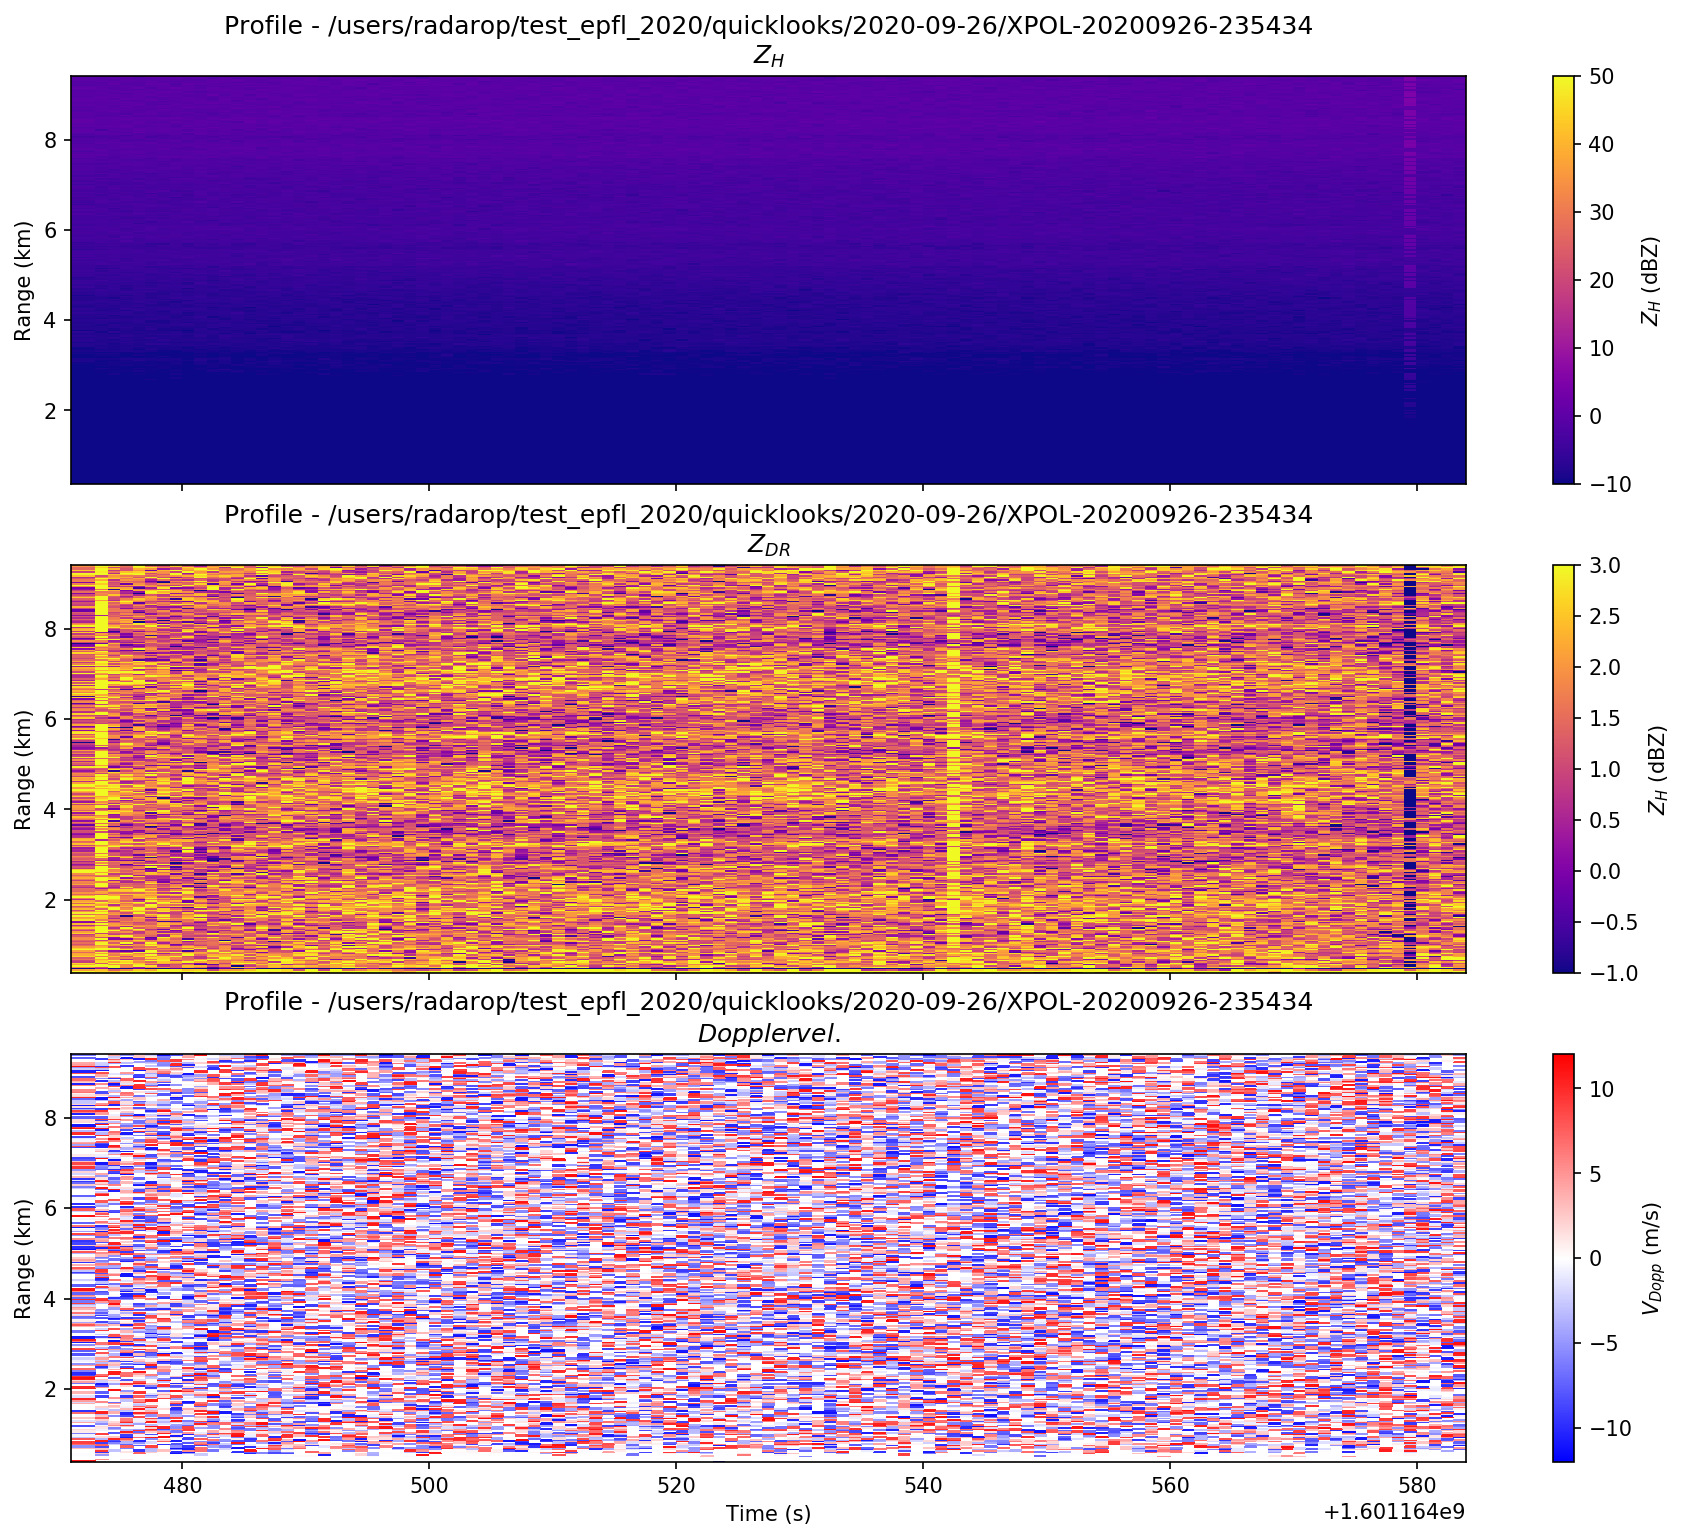 Profile - /users/radarop/test_epfl_2020/quicklooks/2020-09-26/XPOL-20200926-235434
Z_H
8
6
4
2
Range (km)
50
40
30
20
10
0
−10
Z_H (dBZ)
Profile - /users/radarop/test_epfl_2020/quicklooks/2020-09-26/XPOL-20200926-235434
Z_DR
8
6
4
2
Range (km)
3.0
2.5
2.0
1.5
1.0
0.5
0.0
−0.5
−1.0
Z_H (dBZ)
Profile - /users/radarop/test_epfl_2020/quicklooks/2020-09-26/XPOL-20200926-235434
Dopplervel.
8
6
4
2
Range (km)
10
5
0
−5
−10
V_Dopp (m/s)
480 500 520 540 560 580
Time (s)
+1.601164e9